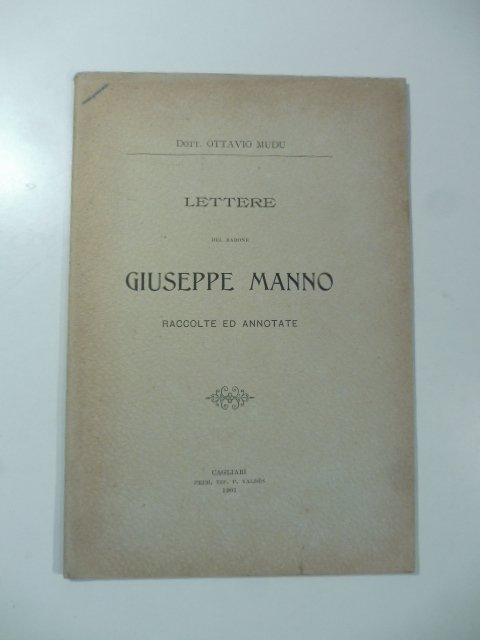 Dott. OTTAVIO MUDU
LETTERE
DEL BARONE
GIUSEPPE MANNO
RACCOLTE ED ANNOTATE
CAGLIARI
PREM. TIP. P. VALDÈS
1901